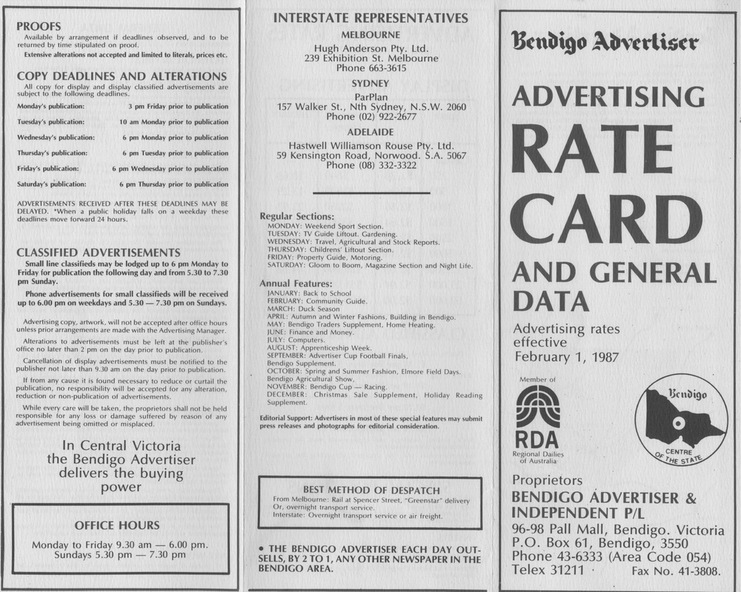 PROOFS
Available by arrangement if deadlines observed, and to be
returned by time stipulated on proof.
Extensive alterations not accepted and limited to literals, prices etc.
COPY DEADLINES AND ALTERATIONS
All copy for display and display classified advertisements are
subject to the following deadlines.
Monday's publication: 3 pm Friday prior to publication
Tuesday's publication: 10 am Monday prior to publication
Wednesday's publication: 6 pm Monday prior to publication
Thursday's publication: 6 pm Tuesday prior to publication
Friday's publication: 6 pm Wednesday prior to publication
Saturday's publication: 6 pm Thursday prior to publication
ADVERTISEMENTS RECEIVED AFTER THESE DEADLINES MAY BE
DELAYED. *When a public holiday falls on a weekday these
deadlines move forward 24 hours.
CLASSIFIED ADVERTISEMENTS
Small line classifieds may be lodged up to 6 pm Monday to
Friday for publication the following day and from 5.30 to 7.30
pm Sunday.
Phone advertisements for small classifieds will be received
up to 6.00 pm on weekdays and 5.30 — 7.30 pm on Sundays.
Advertising copy, artwork, will not be accepted after office hours
unless prior arrangements are made with the Advertising Manager.
Alterations to advertisements must be left at the publisher's
office no later than 2 pm on the day prior to publication.
Cancellation of display advertisements must be notified to the
publisher not later than 9.30 am on the day prior to publication.
If from any cause it is found necessary to reduce or curtail the
publication, no responsibility will be accepted for any alteration,
reduction or non-publication of advertisements.
While every care will be taken, the proprietors shall not be held
responsible for any loss or damage suffered by reason of any
advertisement being omitted or misplaced.
In Central Victoria
the Bendigo Advertiser
delivers the buying
power
OFFICE HOURS
Monday to Friday 9.30 am — 6.00 pm.
Sundays 5.30 pm — 7.30 pm
INTERSTATE REPRESENTATIVES
MELBOURNE
Hugh Anderson Pty. Ltd.
239 Exhibition St. Melbourne
Phone 663-3615
SYDNEY
ParPlan
157 Walker St., Nth Sydney, N.S.W. 2060
Phone (02) 922-2677
ADELAIDE
Hastwell Williamson Rouse Pty. Ltd.
59 Kensington Road, Norwood. S.A. 5067
Phone (08) 332-3322
Regular Sections:
MONDAY: Weekend Sport Section.
TUESDAY: TV Guide Liftout. Gardening.
WEDNESDAY: Travel, Agricultural and Stock Reports.
THURSDAY: Childrens' Liftout Section.
FRIDAY: Property Guide, Motoring.
SATURDAY: Gloom to Boom, Magazine Section and Night Life.
Annual Features:
JANUARY: Back to School
FEBRUARY: Community Guide.
MARCH: Duck Season
APRIL: Autumn and Winter Fashions, Building in Bendigo.
MAY: Bendigo Traders Supplement, Home Heating.
JUNE: Finance and Money.
JULY: Computers.
AUGUST: Apprenticeship Week.
SEPTEMBER: Advertiser Cup Football Finals,
Bendigo Supplement.
OCTOBER: Spring and Summer Fashion, Elmore Field Days.
Bendigo Agricultural Show,
NOVEMBER: Bendigo Cup — Racing.
DECEMBER: Christmas Sale Supplement, Holiday Reading
Supplement.
Editorial Support: Advertisers in most of these special features may submit
press releases and photographs for editorial consideration.
BEST METHOD OF DESPATCH
From Melbourne: Rail at Spencer Street, "Greenstar" delivery
Or, overnight transport service.
Interstate: Overnight transport service or air freight.
• THE BENDIGO ADVERTISER EACH DAY OUT-
SELLS, BY 2 TO 1, ANY OTHER NEWSPAPER IN THE
BENDIGO AREA.
Bendigo Advertiser
ADVERTISING
RATE
CARD
AND GENERAL
DATA
Advertising rates
effective
February 1, 1987
Member of
RDA
Regional Dailies
of Australia
Bendigo
CENTRE
OF THE STATE
Proprietors
BENDIGO ADVERTISER &
INDEPENDENT P/L
96-98 Pall Mall, Bendigo. Victoria
P.O. Box 61, Bendigo, 3550
Phone 43-6333 (Area Code 054)
Telex 31211 Fax No. 41-3808.